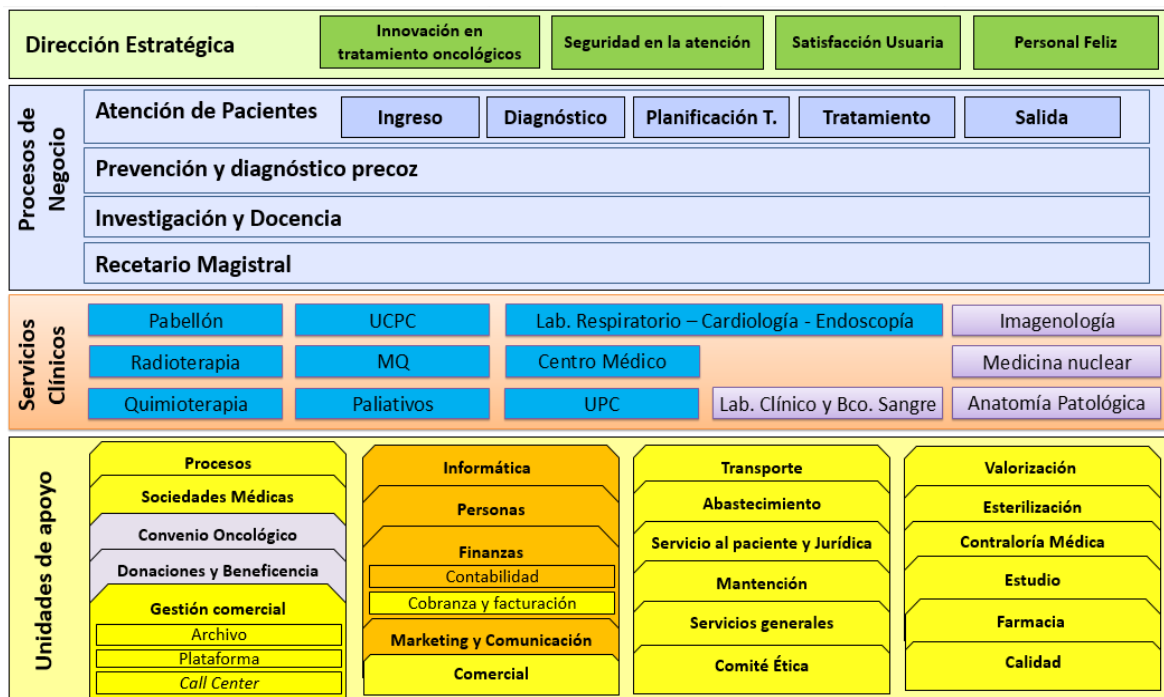 Dirección Estratégica
Innovación en
tratamiento oncológicos
Seguridad en la atención
Satisfacción Usuaria
Personal Feliz
Procesos de
Negocio
Atención de Pacientes
Ingreso
Diagnóstico
Planificación T.
Tratamiento
Salida
Prevención y diagnóstico precoz
Investigación y Docencia
Recetario Magistral
Servicios
Clínicos
Pabellón
UCPC
Lab. Respiratorio – Cardiología - Endoscopía
Imagenología
Radioterapia
MQ
Centro Médico
Medicina nuclear
Quimioterapia
Paliativos
UPC
Lab. Clínico y Bco. Sangre
Anatomía Patológica
Unidades de apoyo
Procesos
Sociedades Médicas
Convenio Oncológico
Donaciones y Beneficencia
Gestión comercial
Archivo
Plataforma
Call Center
Informática
Personas
Finanzas
Contabilidad
Cobranza y facturación
Marketing y Comunicación
Comercial
Transporte
Abastecimiento
Servicio al paciente y Jurídica
Mantención
Servicios generales
Comité Ética
Valorización
Esterilización
Contraloría Médica
Estudio
Farmacia
Calidad